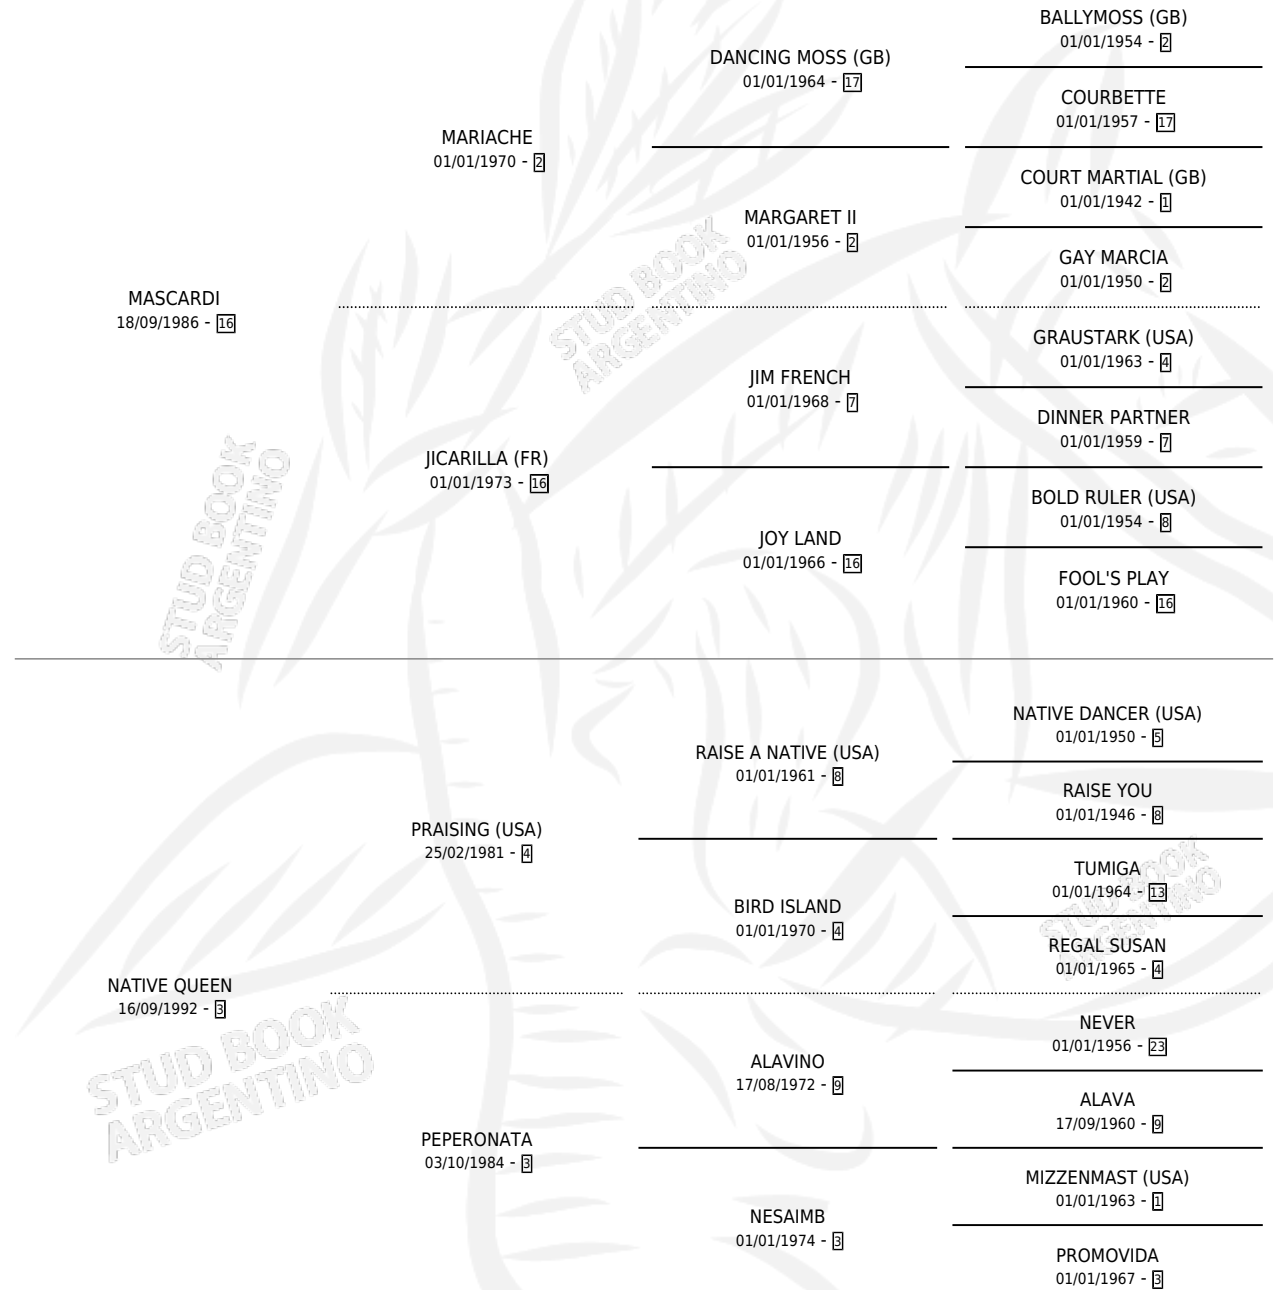 BALLYMOSS (GB)
01/01/1954 - 2
DANCING MOSS (GB)
01/01/1964 - 17
COURBETTE
01/01/1957 - 17
MARIACHE
01/01/1970 - 2
COURT MARTIAL (GB)
01/01/1942 - 1
MARGARET II
01/01/1956 - 2
GAY MARCIA
01/01/1950 - 2
MASCARDI
18/09/1986 - 16
STUD BOOK
ARGENTINO
GRAUSTARK (USA)
01/01/1963 - 4
JIM FRENCH
01/01/1968 - 7
DINNER PARTNER
01/01/1959 - 7
JICARILLA (FR)
01/01/1973 - 16
BOLD RULER (USA)
01/01/1954 - 8
JOY LAND
01/01/1966 - 16
FOOL'S PLAY
01/01/1960 - 16
STUD BOOK
ARGENTINO
NATIVE DANCER (USA)
01/01/1950 - 5
RAISE A NATIVE (USA)
01/01/1961 - 8
RAISE YOU
01/01/1946 - 8
PRAISING (USA)
25/02/1981 - 4
TUMIGA
01/01/1964 - 13
BIRD ISLAND
01/01/1970 - 4
REGAL SUSAN
01/01/1965 - 4
STUD BOOK
ARGENTINO
NATIVE QUEEN
16/09/1992 - 3
NEVER
01/01/1956 - 23
ALAVINO
17/08/1972 - 9
ALAVA
17/09/1960 - 9
STUD BOOK
ARGENTINO
PEPERONATA
03/10/1984 - 3
MIZZENMAST (USA)
01/01/1963 - 1
NESAIMB
01/01/1974 - 3
PROMOVIDA
01/01/1967 - 3